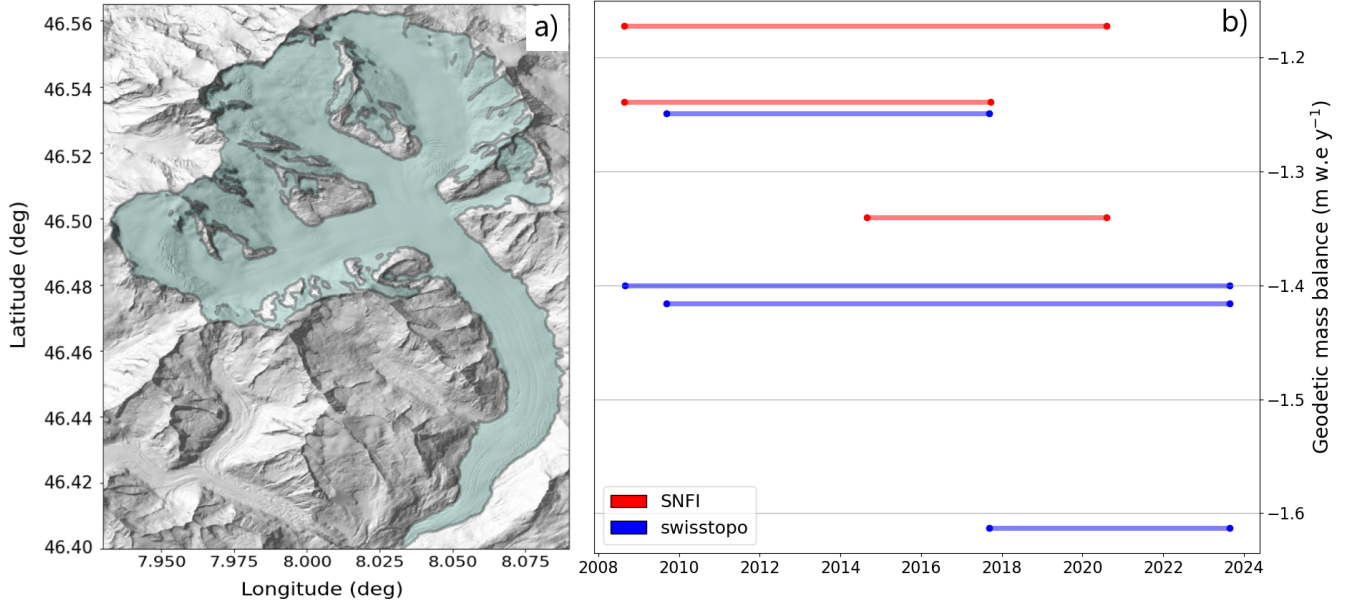 a)
46.56
46.54
46.52
46.50
46.48
46.46
46.44
46.42
46.40
Latitude (deg)
7.950 7.975 8.000 8.025 8.050 8.075
Longitude (deg)
b)
−1.2
−1.3
−1.4
−1.5
−1.6
Geodetic mass balance (m w.e y⁻¹)
SNFI
swisstopo
2008 2010 2012 2014 2016 2018 2020 2022 2024